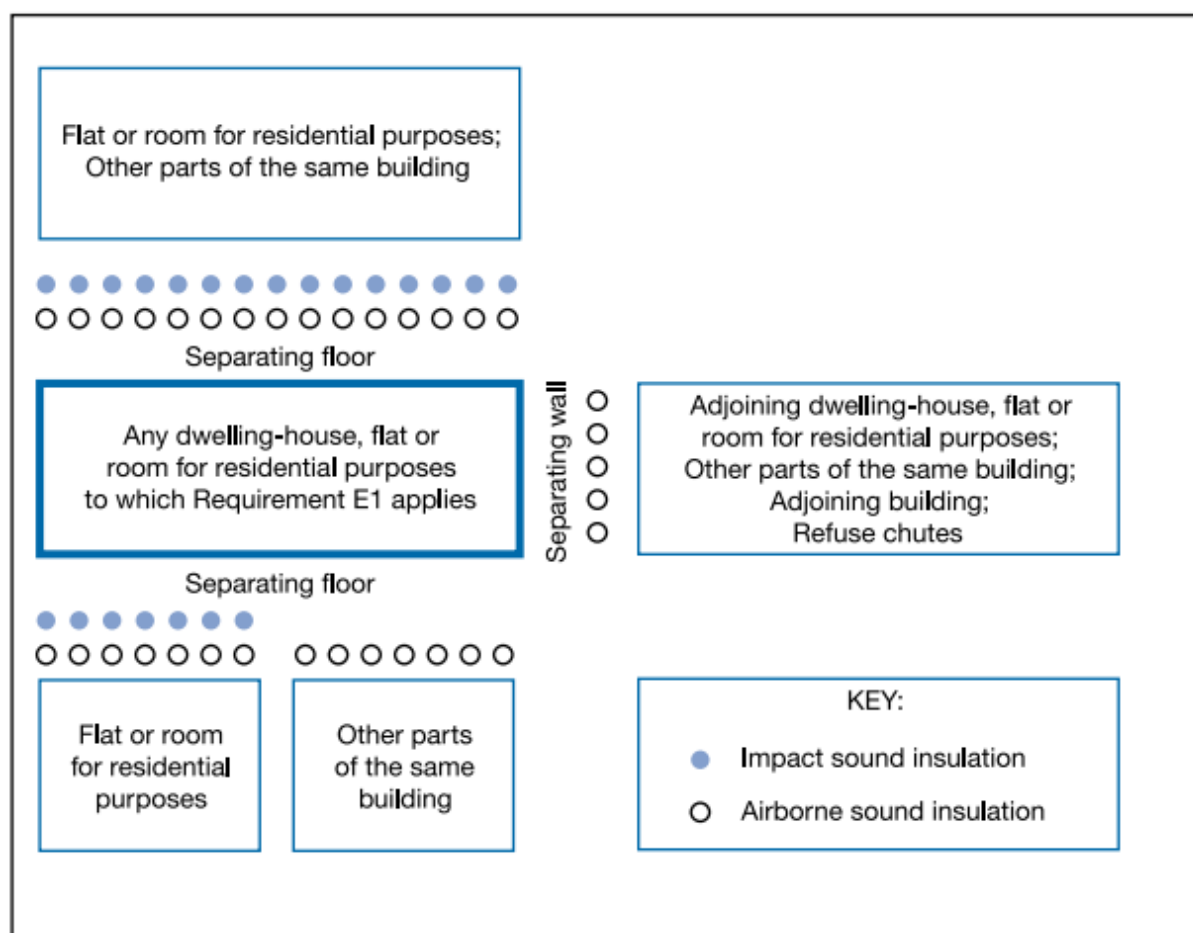 Flat or room for residential purposes;
Other parts of the same building
Separating floor
Any dwelling-house, flat or
room for residential purposes
to which Requirement E1 applies
Separating wall
Adjoining dwelling-house, flat or
room for residential purposes;
Other parts of the same building;
Adjoining building;
Refuse chutes
Separating floor
Flat or room
for residential
purposes
Other parts
of the same
building
KEY:
Impact sound insulation
Airborne sound insulation